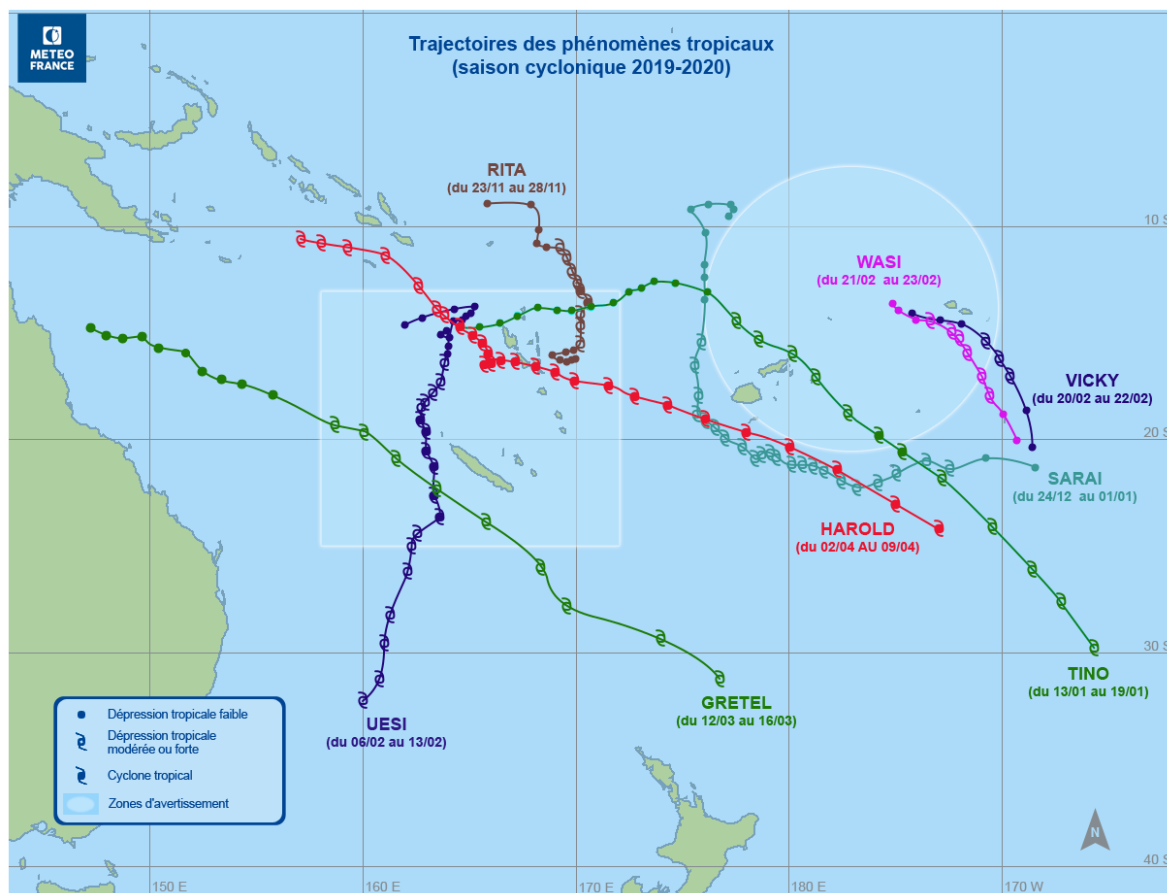 METEO
FRANCE
Trajectoires des phénomènes tropicaux
(saison cyclonique 2019-2020)
RITA
(du 23/11 au 28/11)
10 S
WASI
(du 21/02 au 23/02)
VICKY
(du 20/02 au 22/02)
20 S
SARAI
(du 24/12 au 01/01)
HAROLD
(du 02/04 AU 09/04)
30 S
TINO
(du 13/01 au 19/01)
GRETEL
(du 12/03 au 16/03)
UESI
(du 06/02 au 13/02)
Dépression tropicale faible
Dépression tropicale
modérée ou forte
Cyclone tropical
Zones d'avertissement
N
40 S
150 E
160 E
170 E
180 E
170 W